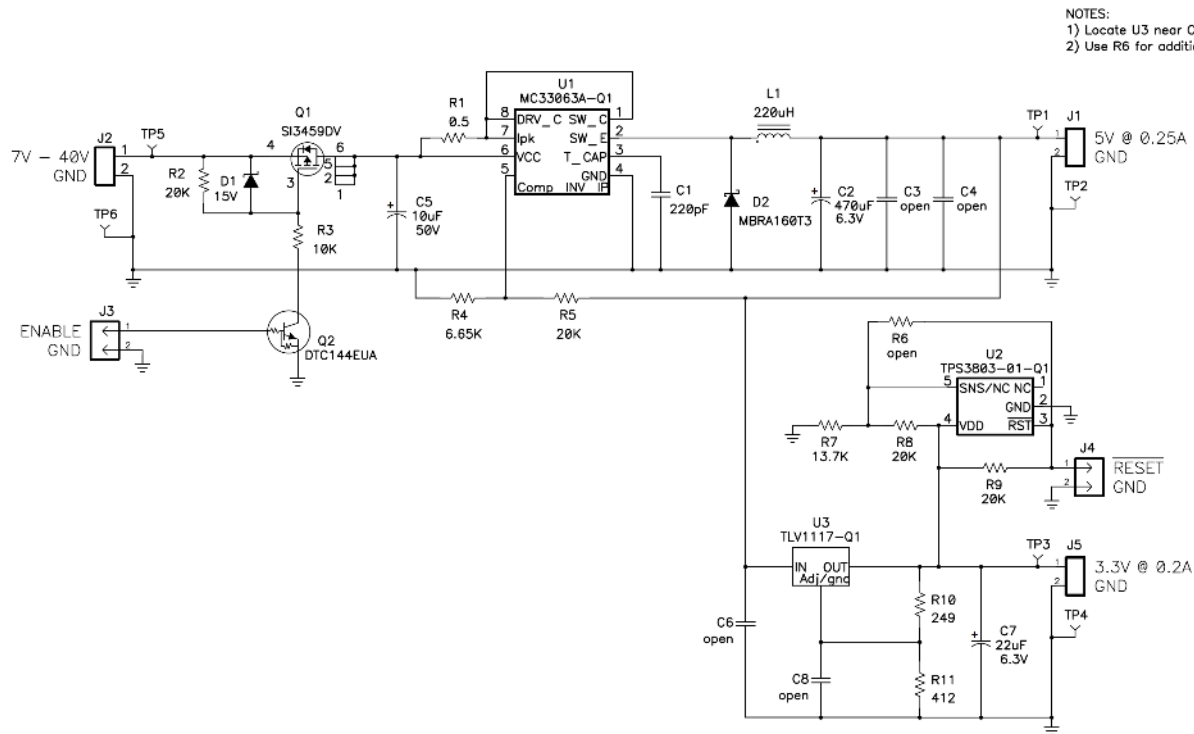 NOTES:
1) Locate U3 near
2) Use R6 for
U1
MC33063A-Q1
8 DRV_C SW_C 1
7 Ipk SW_E 2
6 VCC T_CAP 3
GND 4
5 Comp INV IP
R1
0.5
L1
220uH
TP1
J1
1
2
5V @ 0.25A
GND
TP2
Q1
SI3459DV
4
3
6
5
2
1
J2
7V - 40V
GND
1
2
TP5
TP6
R2
20K
D1
15V
R3
10K
C5
10uF
50V
C1
220pF
D2
MBRA160T3
C2
470uF
6.3V
C3
open
C4
open
J3
ENABLE
GND
1
2
Q2
DTC144EUA
R4
6.65K
R5
20K
R6
open
U2
TPS3803-01-Q1
5 SNS/NC NC 1
GND 2
4 VDD RST 3
R7
13.7K
R8
20K
R9
20K
J4
1
2
RESET
GND
U3
TLV1117-Q1
IN OUT
Adj/gnd
TP3
J5
1
2
3.3V @ 0.2A
GND
TP4
C6
open
C8
open
R10
249
R11
412
C7
22uF
6.3V